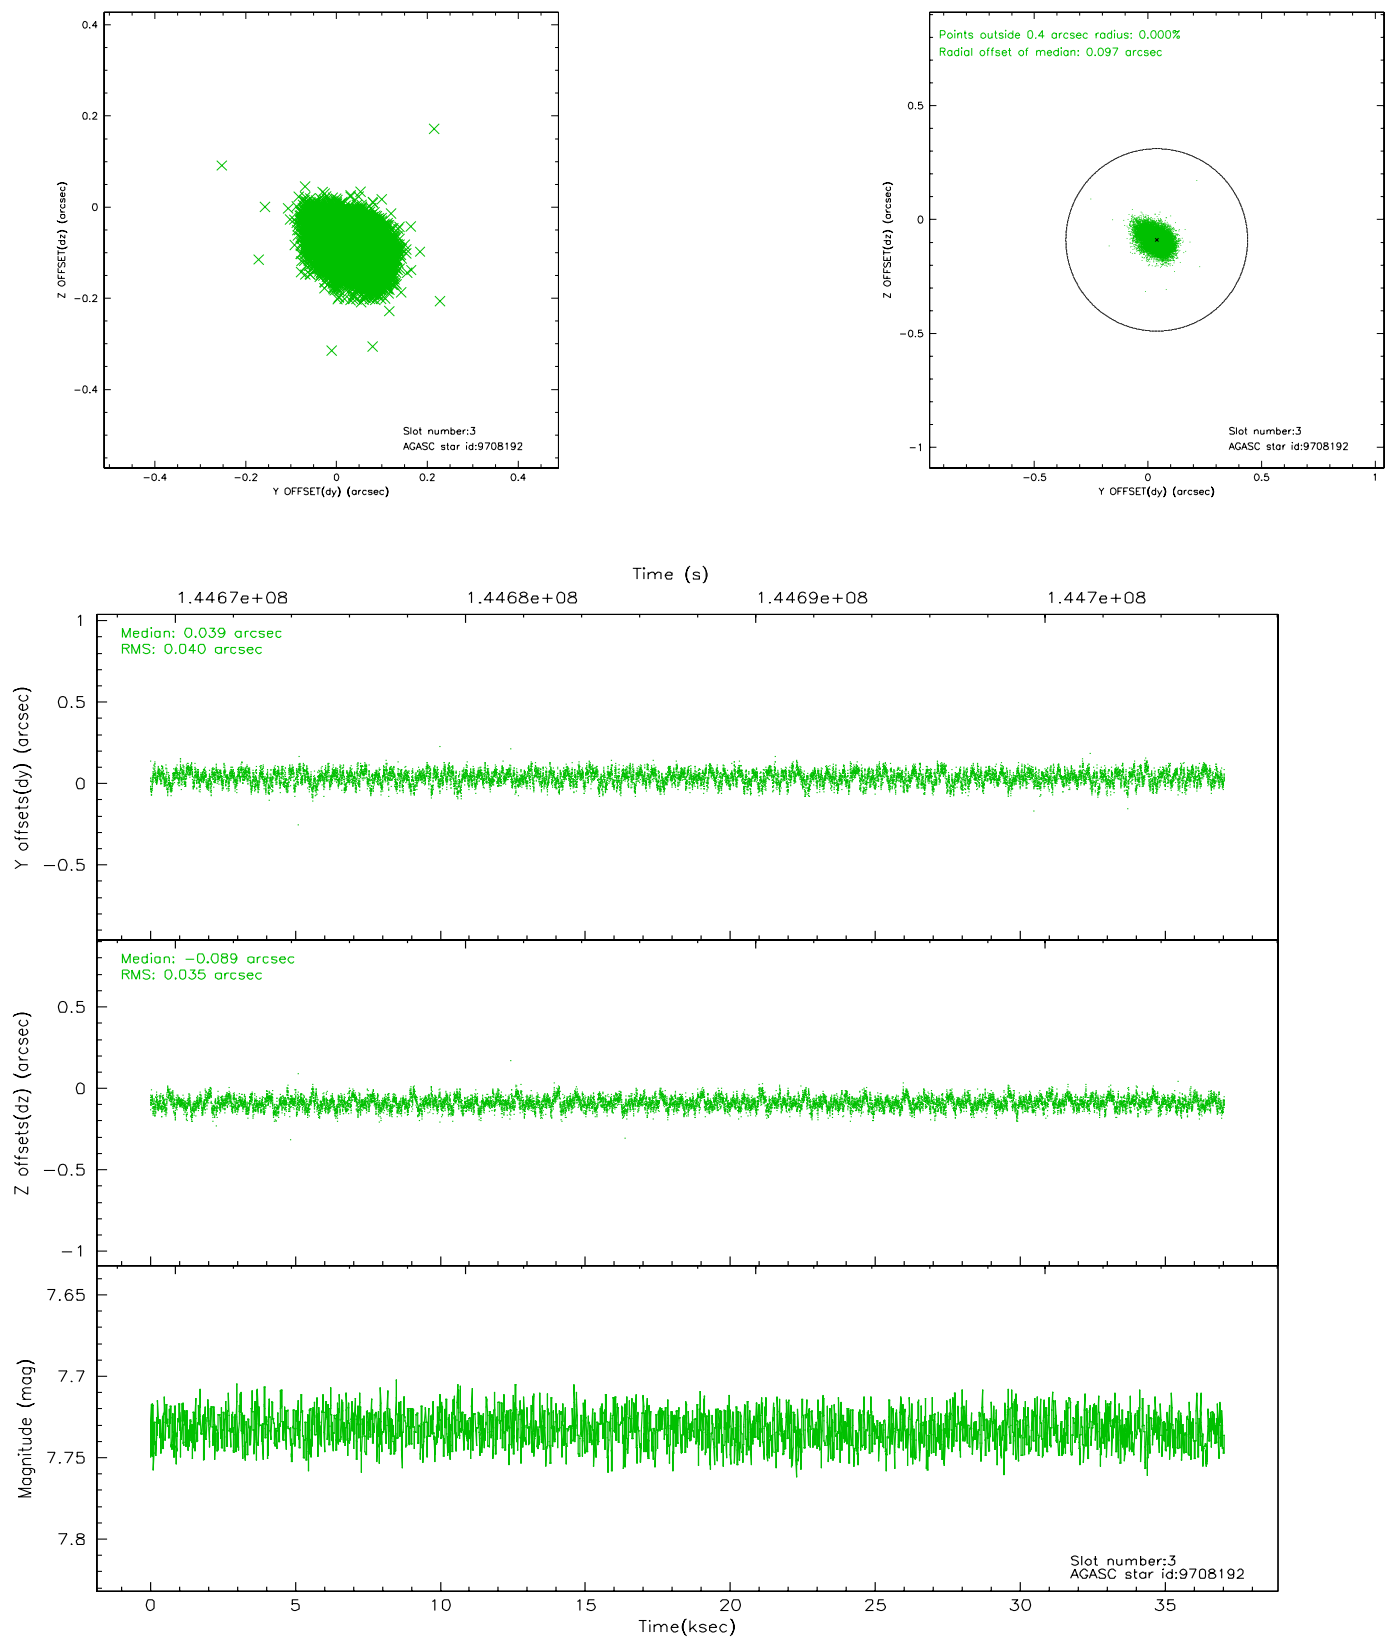 0.4
0.2
0
−0.2
−0.4
Z OFFSET(dz) (arcsec)
Slot number:3
AGASC star id:9708192
−0.4 −0.2 0 0.2 0.4
Y OFFSET(dy) (arcsec)
Points outside 0.4 arcsec radius: 0.000%
Radial offset of median: 0.097 arcsec
0.5
0
−0.5
−1
Z OFFSET(dz) (arcsec)
Slot number:3
AGASC star id:9708192
−0.5 0 0.5 1
Y OFFSET(dy) (arcsec)
Time (s)
1.4467e+08 1.4468e+08 1.4469e+08 1.447e+08
Median: 0.039 arcsec
RMS: 0.040 arcsec
1
0.5
0
−0.5
Y offsets(dy) (arcsec)
Median: −0.089 arcsec
RMS: 0.035 arcsec
0.5
0
−0.5
−1
Z offsets(dz) (arcsec)
7.65
7.7
7.75
7.8
Magnitude (mag)
Slot number:3
AGASC star id:9708192
0 5 10 15 20 25 30 35
Time(ksec)